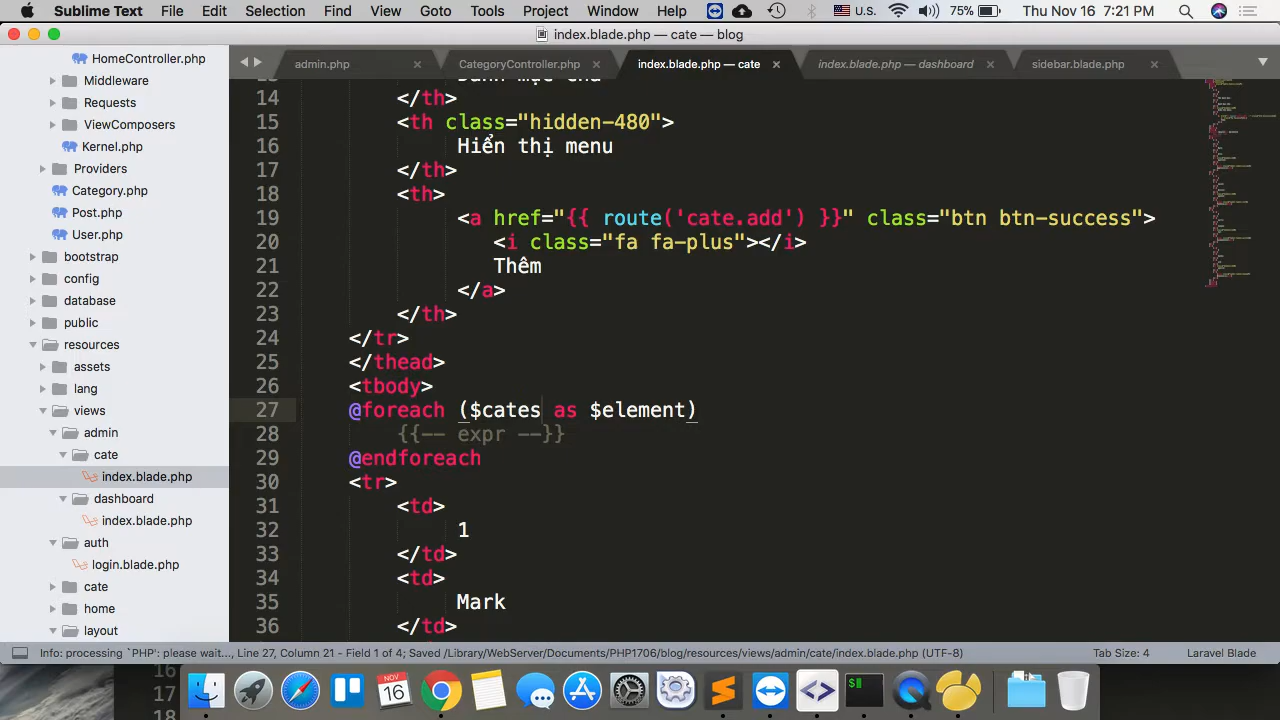 Sublime Text File Edit Selection Find View Goto Tools Project Window Help U.S. 75% Thu Nov 16 7:21 PM
index.blade.php — cate — blog
admin.php CategoryController.php index.blade.php — cate index.blade.php — dashboard sidebar.blade.php
HomeController.php
Middleware
Requests
ViewComposers
Kernel.php
Providers
Category.php
Post.php
User.php
bootstrap
config
database
public
resources
assets
lang
views
admin
cate
index.blade.php
dashboard
index.blade.php
auth
login.blade.php
cate
home
layout
14 </th>
15 <th class="hidden-480">
16 Hiển thị menu
17 </th>
18 <th>
19 <a href="{{ route('cate.add') }}" class="btn btn-success">
20 <i class="fa fa-plus"></i>
21 Thêm
22 </a>
23 </th>
24 </tr>
25 </thead>
26 <tbody>
27 @foreach ($cates as $element)
28 {{-- expr --}}
29 @endforeach
30 <tr>
31 <td>
32 1
33 </td>
34 <td>
35 Mark
36 </td>
Info: processing `PHP': please wait..., Line 27, Column 21 - Field 1 of 4; Saved /Library/WebServer/Documents/PHP1706/blog/resources/views/admin/cate/index.blade.php (UTF-8) Tab Size: 4 Laravel Blade
16
17
18
NOV
16